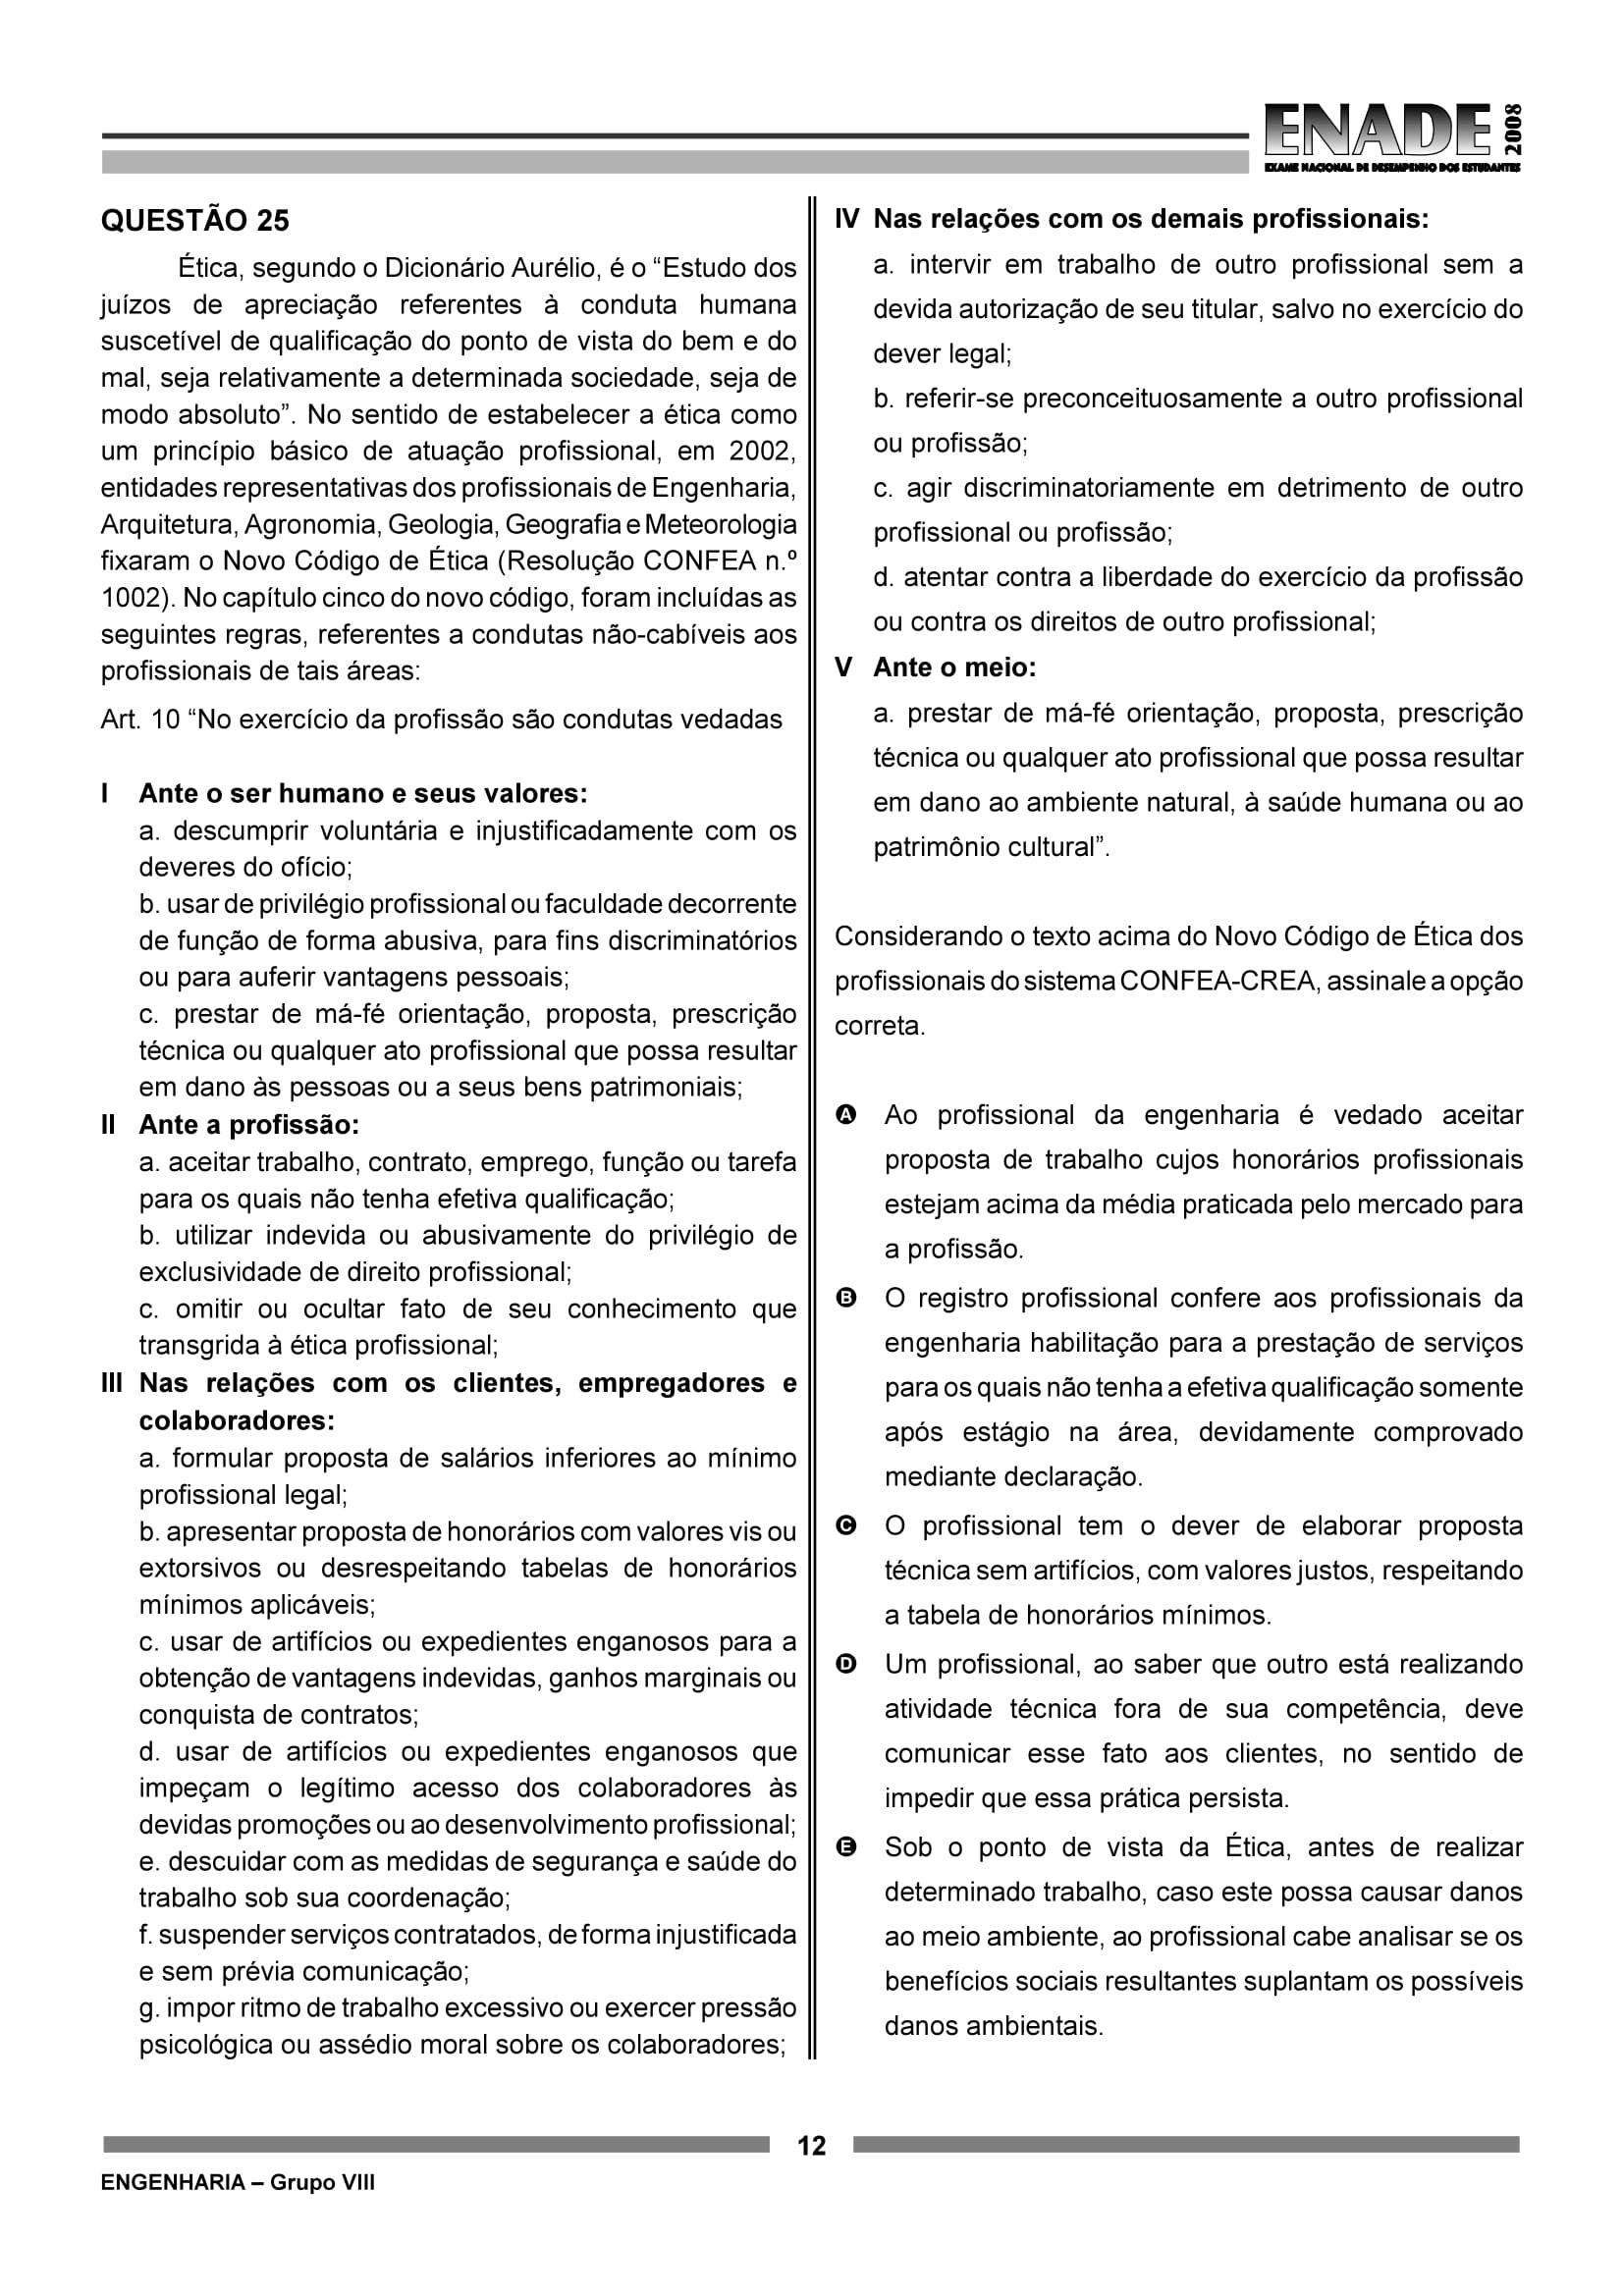 ENADE 2008
EXAME NACIONAL DE DESEMPENHO DOS ESTUDANTES
QUESTÃO 25
Ética, segundo o Dicionário Aurélio, é o “Estudo dos
juízos de apreciação referentes à conduta humana
suscetível de qualificação do ponto de vista do bem e do
mal, seja relativamente a determinada sociedade, seja de
modo absoluto”. No sentido de estabelecer a ética como
um princípio básico de atuação profissional, em 2002,
entidades representativas dos profissionais de Engenharia,
Arquitetura, Agronomia, Geologia, Geografia e Meteorologia
fixaram o Novo Código de Ética (Resolução CONFEA n.º
1002). No capítulo cinco do novo código, foram incluídas as
seguintes regras, referentes a condutas não-cabíveis aos
profissionais de tais áreas:
Art. 10 “No exercício da profissão são condutas vedadas
I Ante o ser humano e seus valores:
a. descumprir voluntária e injustificadamente com os
deveres do ofício;
b. usar de privilégio profissional ou faculdade decorrente
de função de forma abusiva, para fins discriminatórios
ou para auferir vantagens pessoais;
c. prestar de má-fé orientação, proposta, prescrição
técnica ou qualquer ato profissional que possa resultar
em dano às pessoas ou a seus bens patrimoniais;
II Ante a profissão:
a. aceitar trabalho, contrato, emprego, função ou tarefa
para os quais não tenha efetiva qualificação;
b. utilizar indevida ou abusivamente do privilégio de
exclusividade de direito profissional;
c. omitir ou ocultar fato de seu conhecimento que
transgrida à ética profissional;
III Nas relações com os clientes, empregadores e
colaboradores:
a. formular proposta de salários inferiores ao mínimo
profissional legal;
b. apresentar proposta de honorários com valores vis ou
extorsivos ou desrespeitando tabelas de honorários
mínimos aplicáveis;
c. usar de artifícios ou expedientes enganosos para a
obtenção de vantagens indevidas, ganhos marginais ou
conquista de contratos;
d. usar de artifícios ou expedientes enganosos que
impeçam o legítimo acesso dos colaboradores às
devidas promoções ou ao desenvolvimento profissional;
e. descuidar com as medidas de segurança e saúde do
trabalho sob sua coordenação;
f. suspender serviços contratados, de forma injustificada
e sem prévia comunicação;
g. impor ritmo de trabalho excessivo ou exercer pressão
psicológica ou assédio moral sobre os colaboradores;
IV Nas relações com os demais profissionais:
a. intervir em trabalho de outro profissional sem a
devida autorização de seu titular, salvo no exercício do
dever legal;
b. referir-se preconceituosamente a outro profissional
ou profissão;
c. agir discriminatoriamente em detrimento de outro
profissional ou profissão;
d. atentar contra a liberdade do exercício da profissão
ou contra os direitos de outro profissional;
V Ante o meio:
a. prestar de má-fé orientação, proposta, prescrição
técnica ou qualquer ato profissional que possa resultar
em dano ao ambiente natural, à saúde humana ou ao
patrimônio cultural”.
Considerando o texto acima do Novo Código de Ética dos
profissionais do sistema CONFEA-CREA, assinale a opção
correta.
A Ao profissional da engenharia é vedado aceitar
proposta de trabalho cujos honorários profissionais
estejam acima da média praticada pelo mercado para
a profissão.
B O registro profissional confere aos profissionais da
engenharia habilitação para a prestação de serviços
para os quais não tenha a efetiva qualificação somente
após estágio na área, devidamente comprovado
mediante declaração.
C O profissional tem o dever de elaborar proposta
técnica sem artifícios, com valores justos, respeitando
a tabela de honorários mínimos.
D Um profissional, ao saber que outro está realizando
atividade técnica fora de sua competência, deve
comunicar esse fato aos clientes, no sentido de
impedir que essa prática persista.
E Sob o ponto de vista da Ética, antes de realizar
determinado trabalho, caso este possa causar danos
ao meio ambiente, ao profissional cabe analisar se os
benefícios sociais resultantes suplantam os possíveis
danos ambientais.
12
ENGENHARIA – Grupo VIII